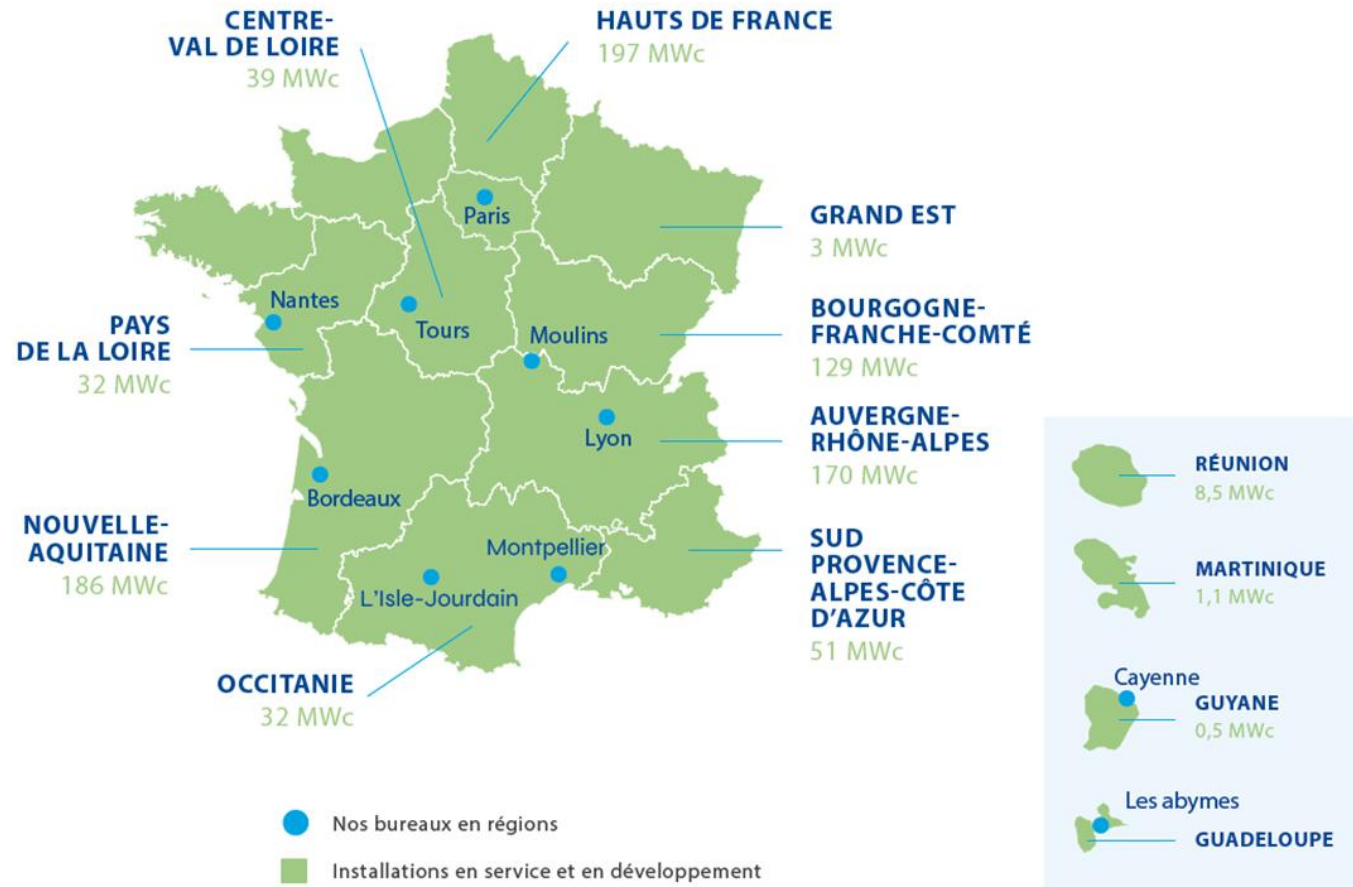 CENTRE-
VAL DE LOIRE
39 MWc
HAUTS DE FRANCE
197 MWc
Paris
GRAND EST
3 MWc
Nantes
Tours
Moulins
PAYS
DE LA LOIRE
32 MWc
BOURGOGNE-
FRANCHE-COMTÉ
129 MWc
Lyon
AUVERGNE-
RHÔNE-ALPES
170 MWc
Bordeaux
NOUVELLE-
AQUITAINE
186 MWc
Montpellier
L'Isle-Jourdain
SUD
PROVENCE-
ALPES-CÔTE
D'AZUR
51 MWc
OCCITANIE
32 MWc
RÉUNION
8,5 MWc
MARTINIQUE
1,1 MWc
Cayenne
GUYANE
0,5 MWc
Les abymes
GUADELOUPE
Nos bureaux en régions
Installations en service et en développement